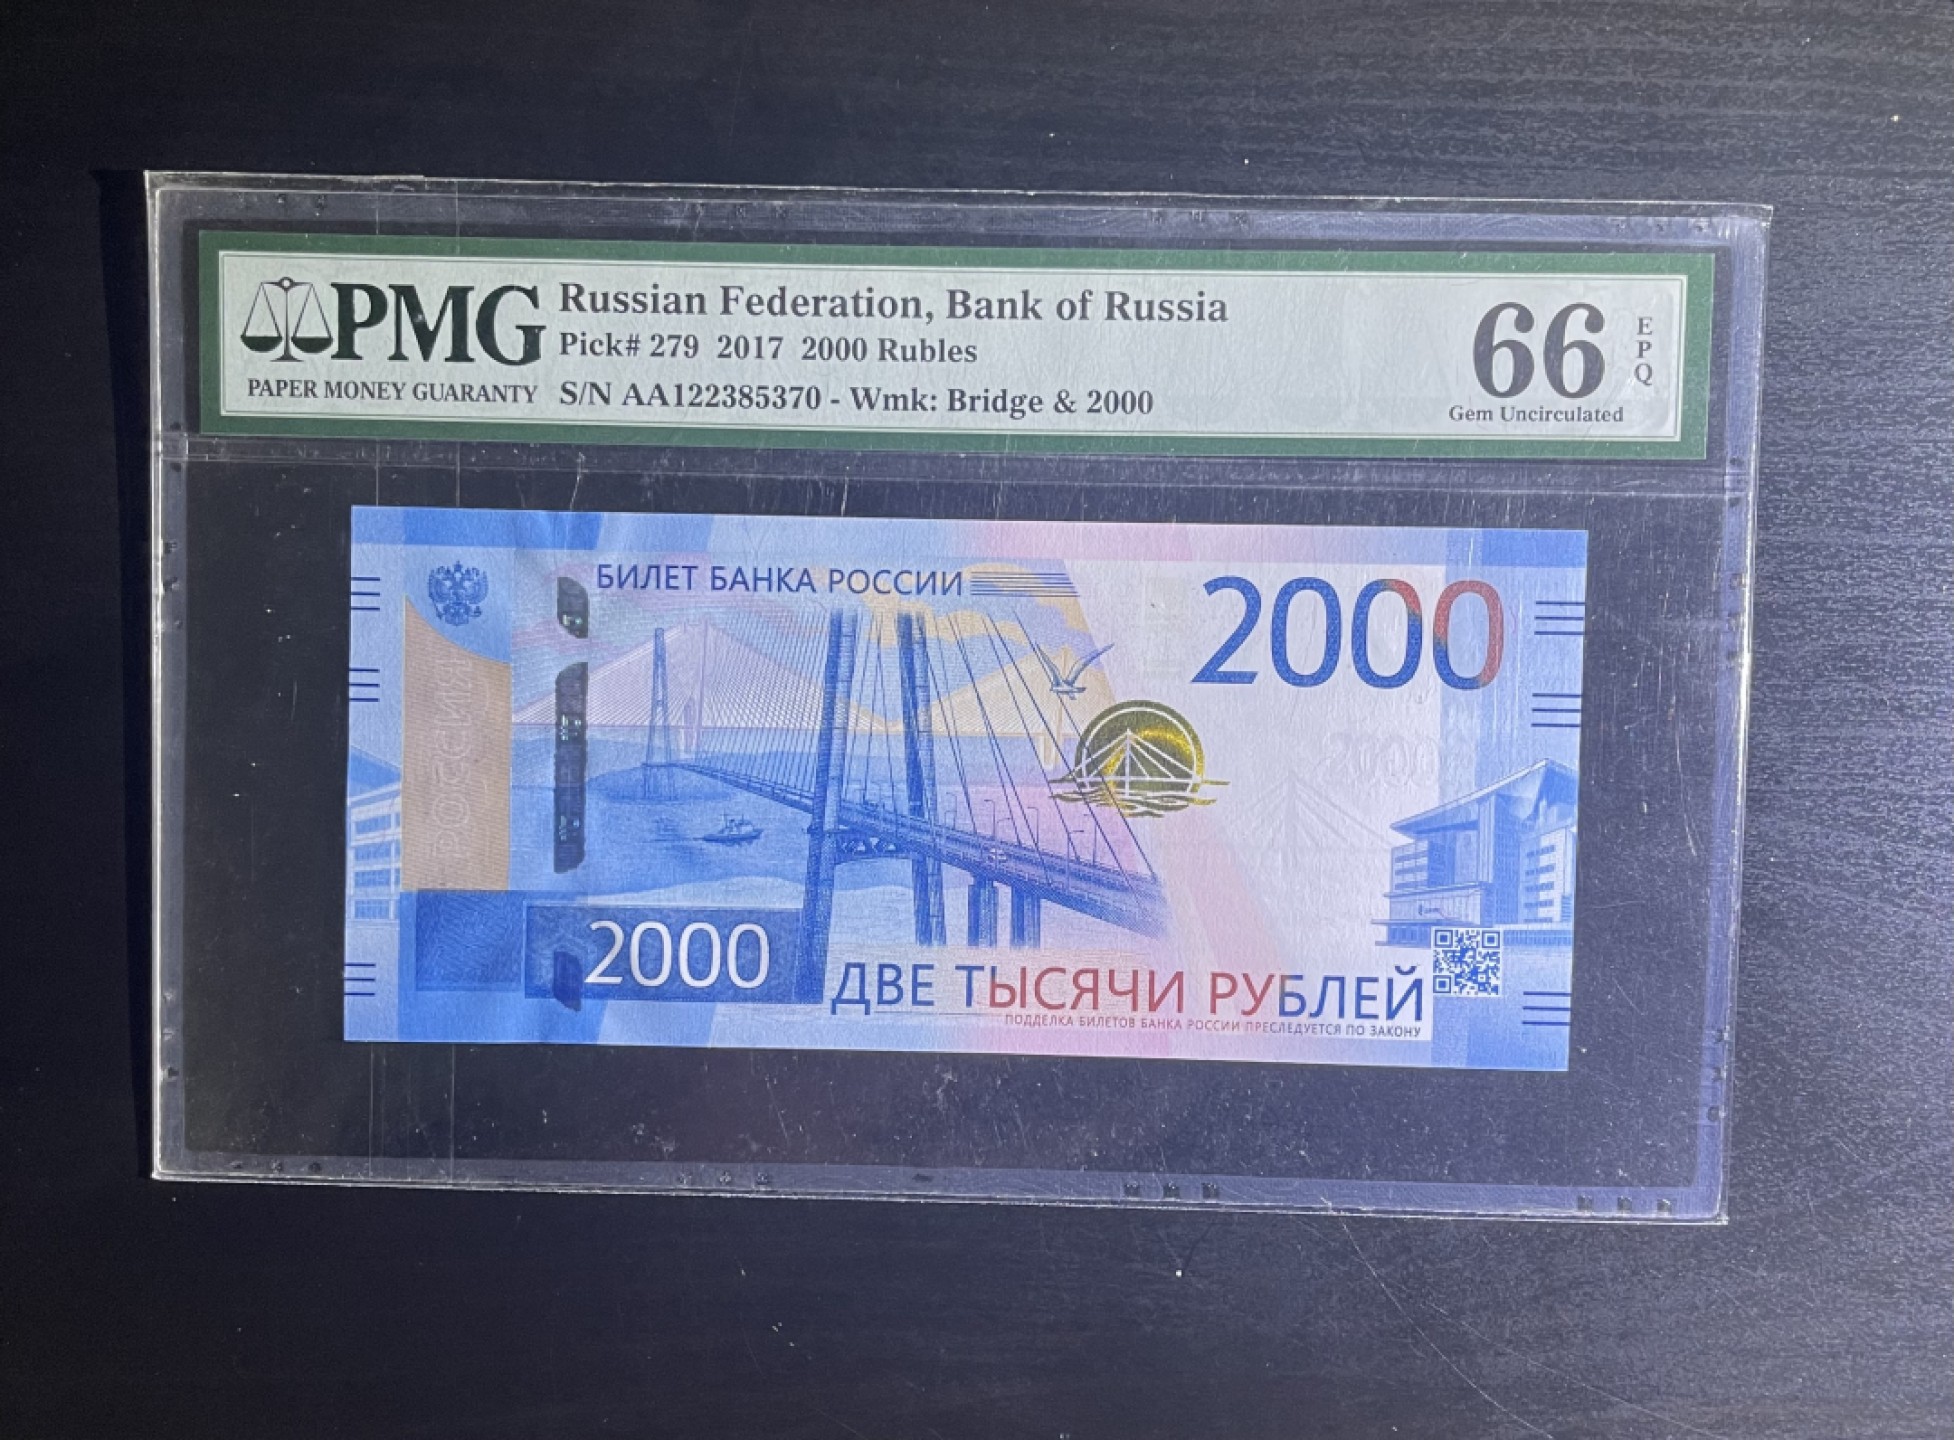 PMG
PAPER MONEY GUARANTY
Russian Federation, Bank of Russia
Pick# 279 2017 2000 Rubles
S/N AA122385370 - Wmk: Bridge & 2000
66
EPQ
Gem Uncirculated
БИЛЕТ БАНКА РОССИИ
2000
РОССИЯ
2000
ДВЕ ТЫСЯЧИ РУБЛЕЙ
ПОДДЕЛКА БИЛЕТОВ БАНКА РОССИИ ПРЕСЛЕДУЕТСЯ ПО ЗАКОНУ